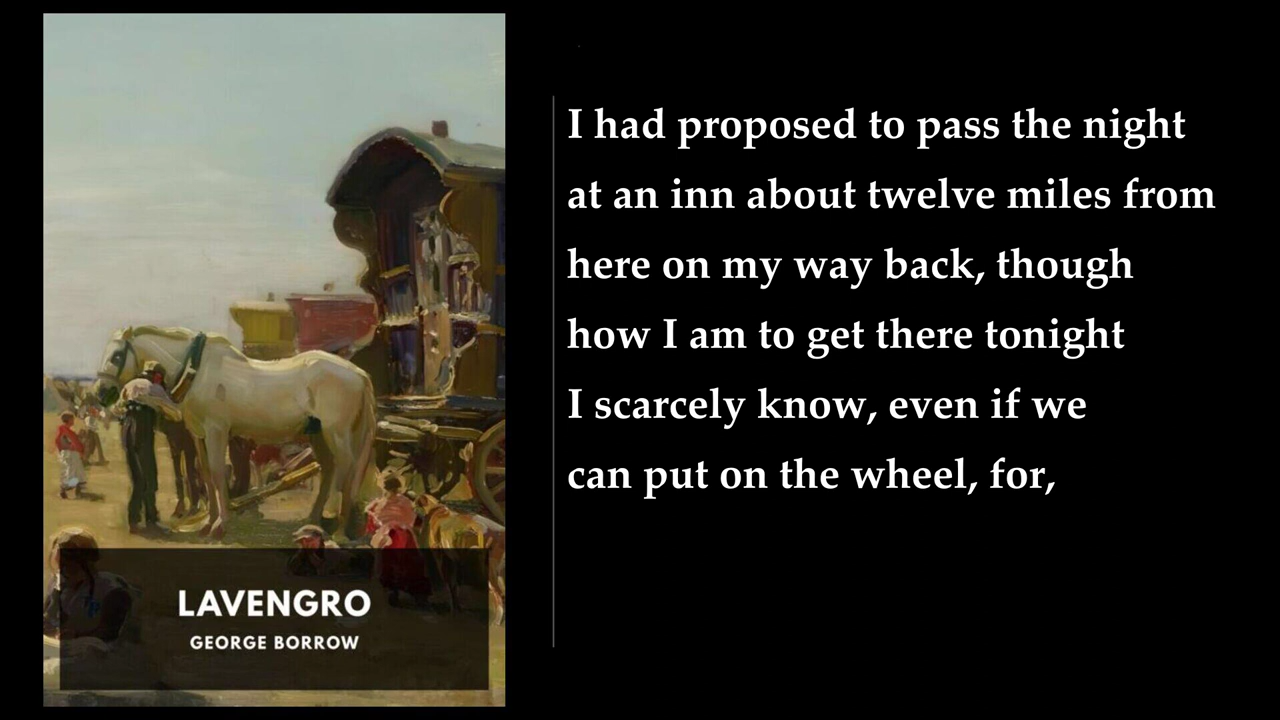 LAVENGRO
GEORGE BORROW
I had proposed to pass the night
at an inn about twelve miles from
here on my way back, though
how I am to get there tonight
I scarcely know, even if we
can put on the wheel, for,